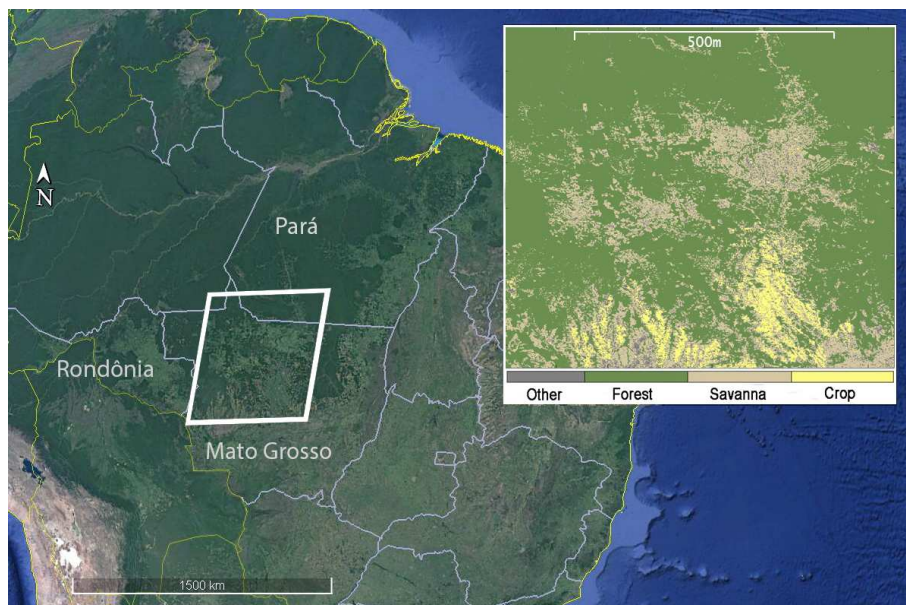 500m
Other Forest Savanna Crop
N
Pará
Rondônia
Mato Grosso
1500 km